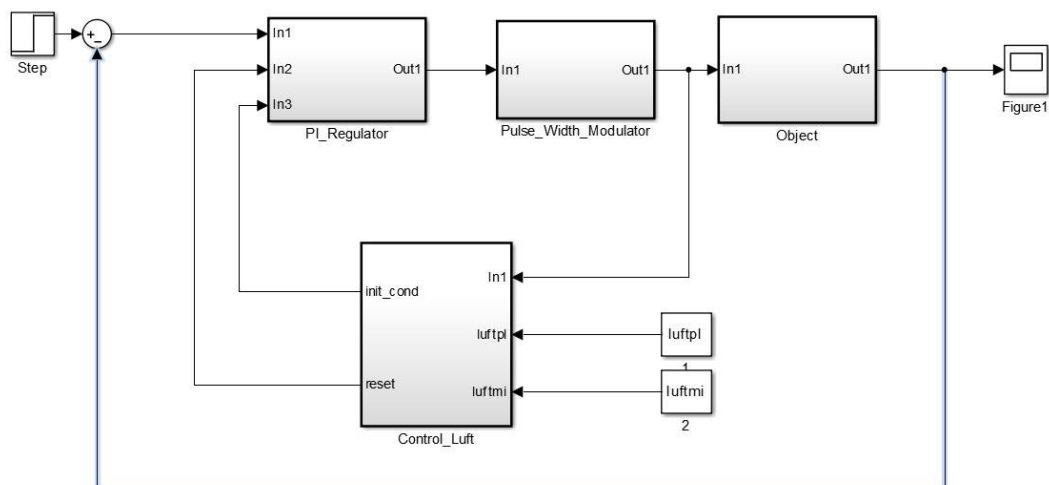 Step
+
−
In1
In2
In3
Out1
PI_Regulator
In1
Out1
Pulse_Width_Modulator
In1
Out1
Object
Figure1
init_cond
reset
In1
luftpl
luftmi
Control_Luft
luftpl
1
luftmi
2